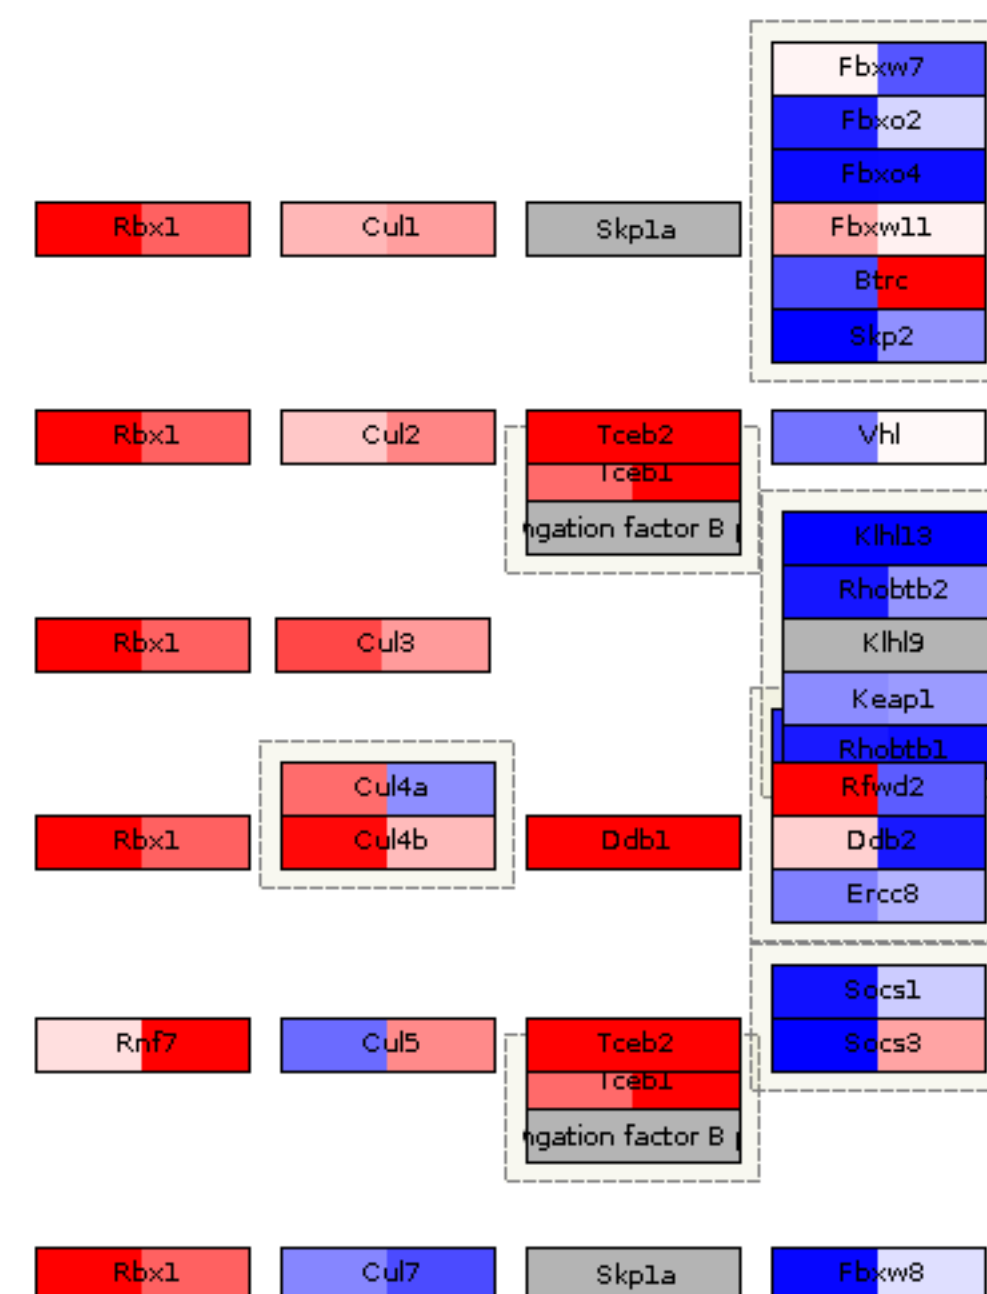 Fbxw7
Fbxo2
Fbxo4
Rbx1 Cul1 Skp1a Fbxw11
Btrc
Skp2
Rbx1 Cul2 Tceb2 Vhl
Tceb1
ngation factor B
Klhl13
Rhobtb2
Rbx1 Cul3 Klhl9
Keap1
Rhobtb1
Cul4a Rfwd2
Rbx1 Cul4b Ddb1 Ddb2
Ercc8
Socs1
Rnf7 Cul5 Tceb2 Socs3
Tceb1
ngation factor B
Rbx1 Cul7 Skp1a Fbxw8